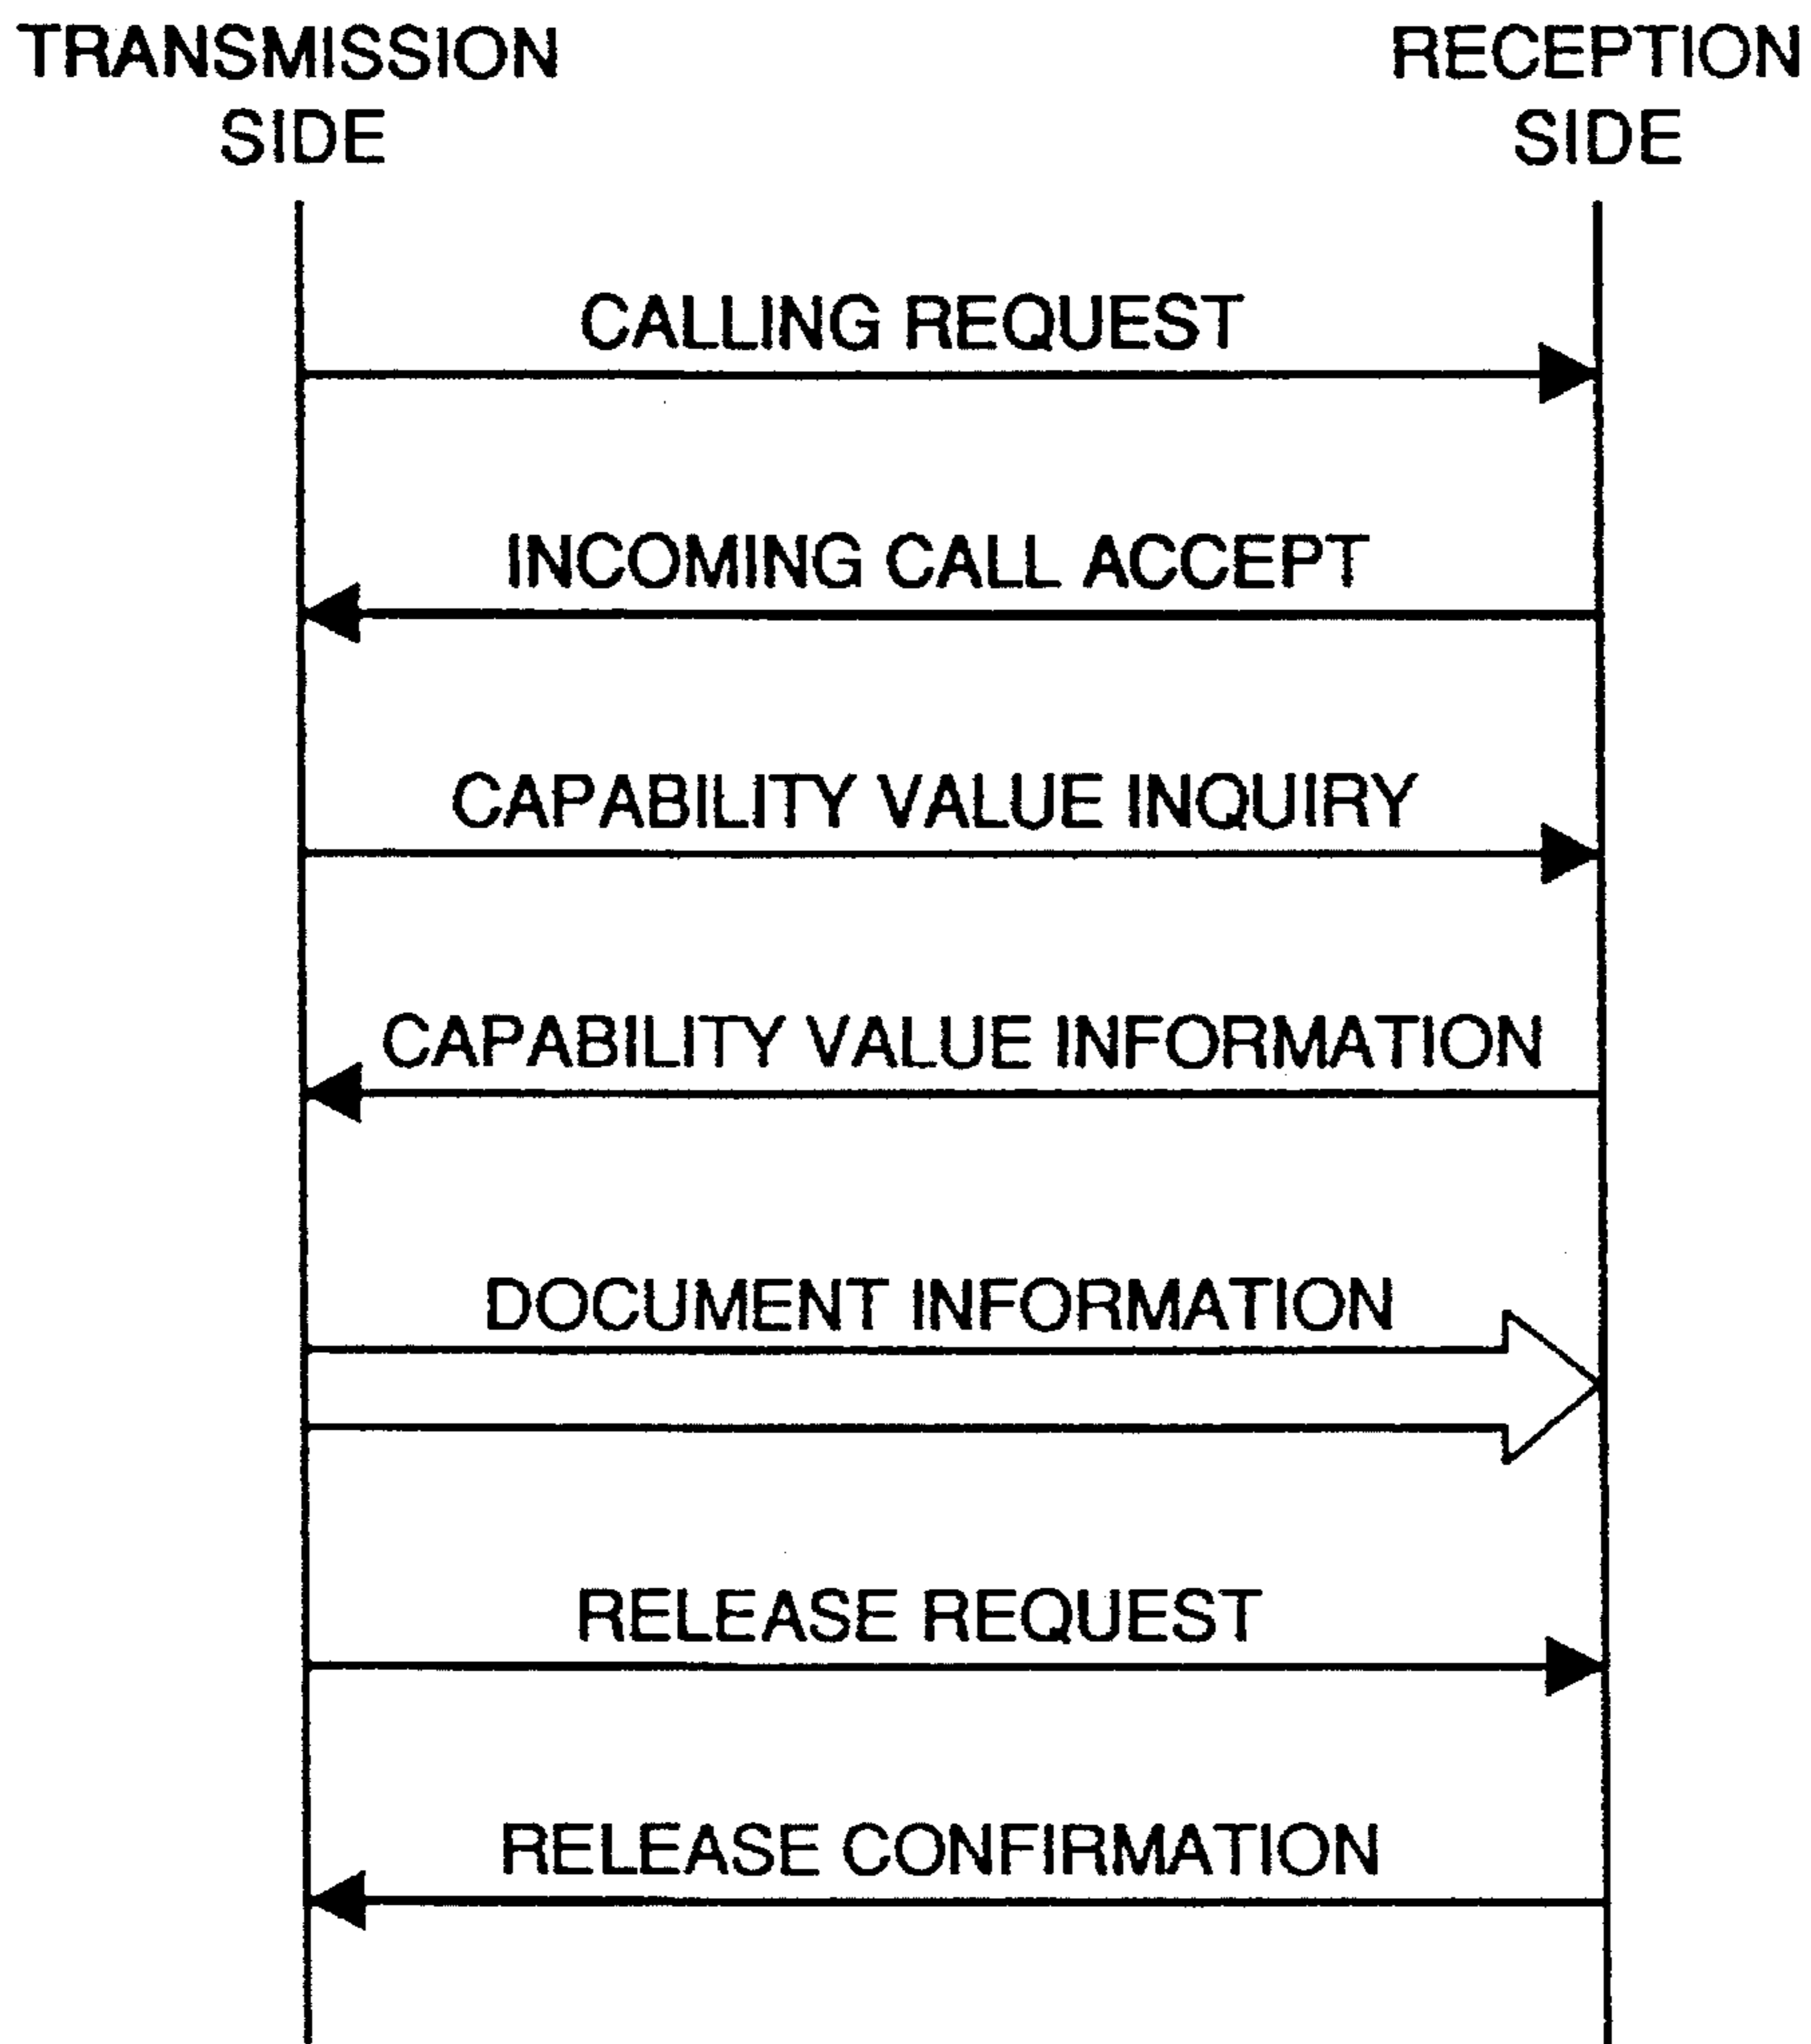 TRANSMISSION
SIDE
RECEPTION
SIDE
CALLING REQUEST
INCOMING CALL ACCEPT
CAPABILITY VALUE INQUIRY
CAPABILITY VALUE INFORMATION
DOCUMENT INFORMATION
RELEASE REQUEST
RELEASE CONFIRMATION